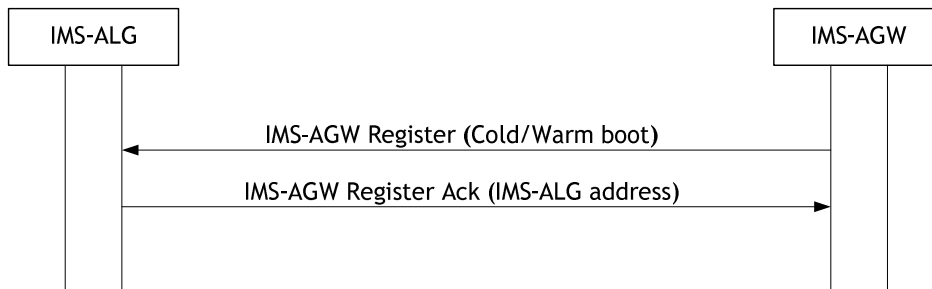 IMS-ALG
IMS-AGW
IMS-AGW Register (Cold/Warm boot)
IMS-AGW Register Ack (IMS-ALG address)